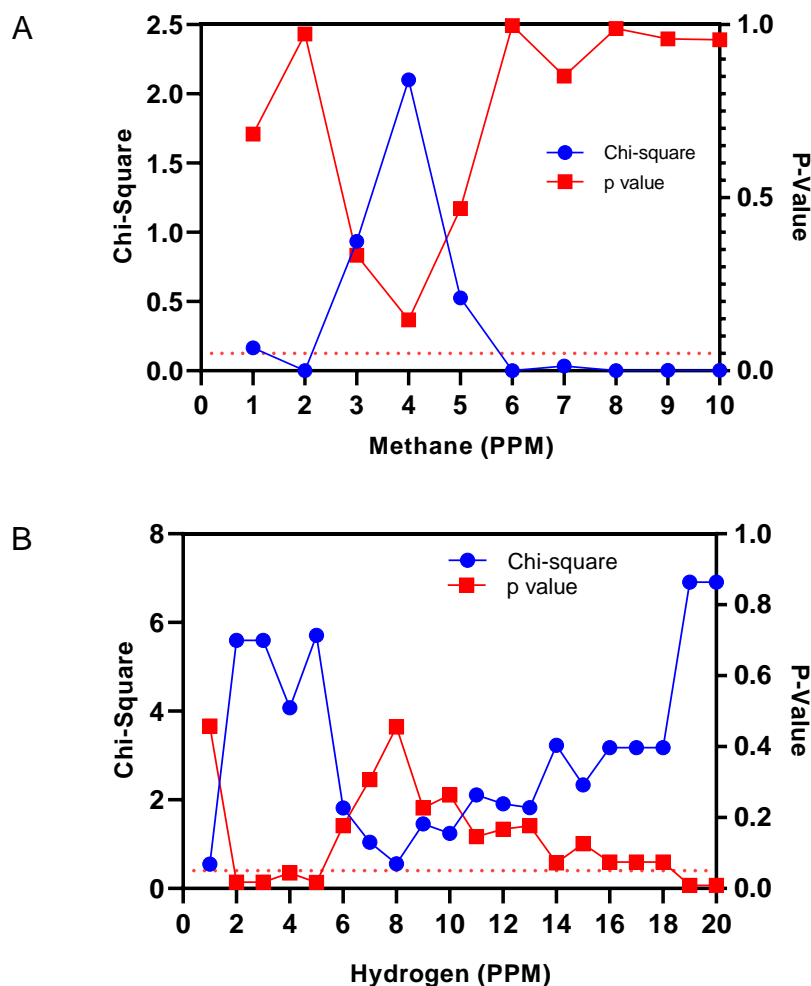 A
2.5
2.0
1.5
1.0
0.5
0.0
Chi-Square
1.0
0.5
0.0
P-Value
Chi-square
p value
0 1 2 3 4 5 6 7 8 9 10
Methane (PPM)
B
8
6
4
2
0
Chi-Square
1.0
0.8
0.6
0.4
0.2
0.0
P-Value
Chi-square
p value
0 2 4 6 8 10 12 14 16 18 20
Hydrogen (PPM)